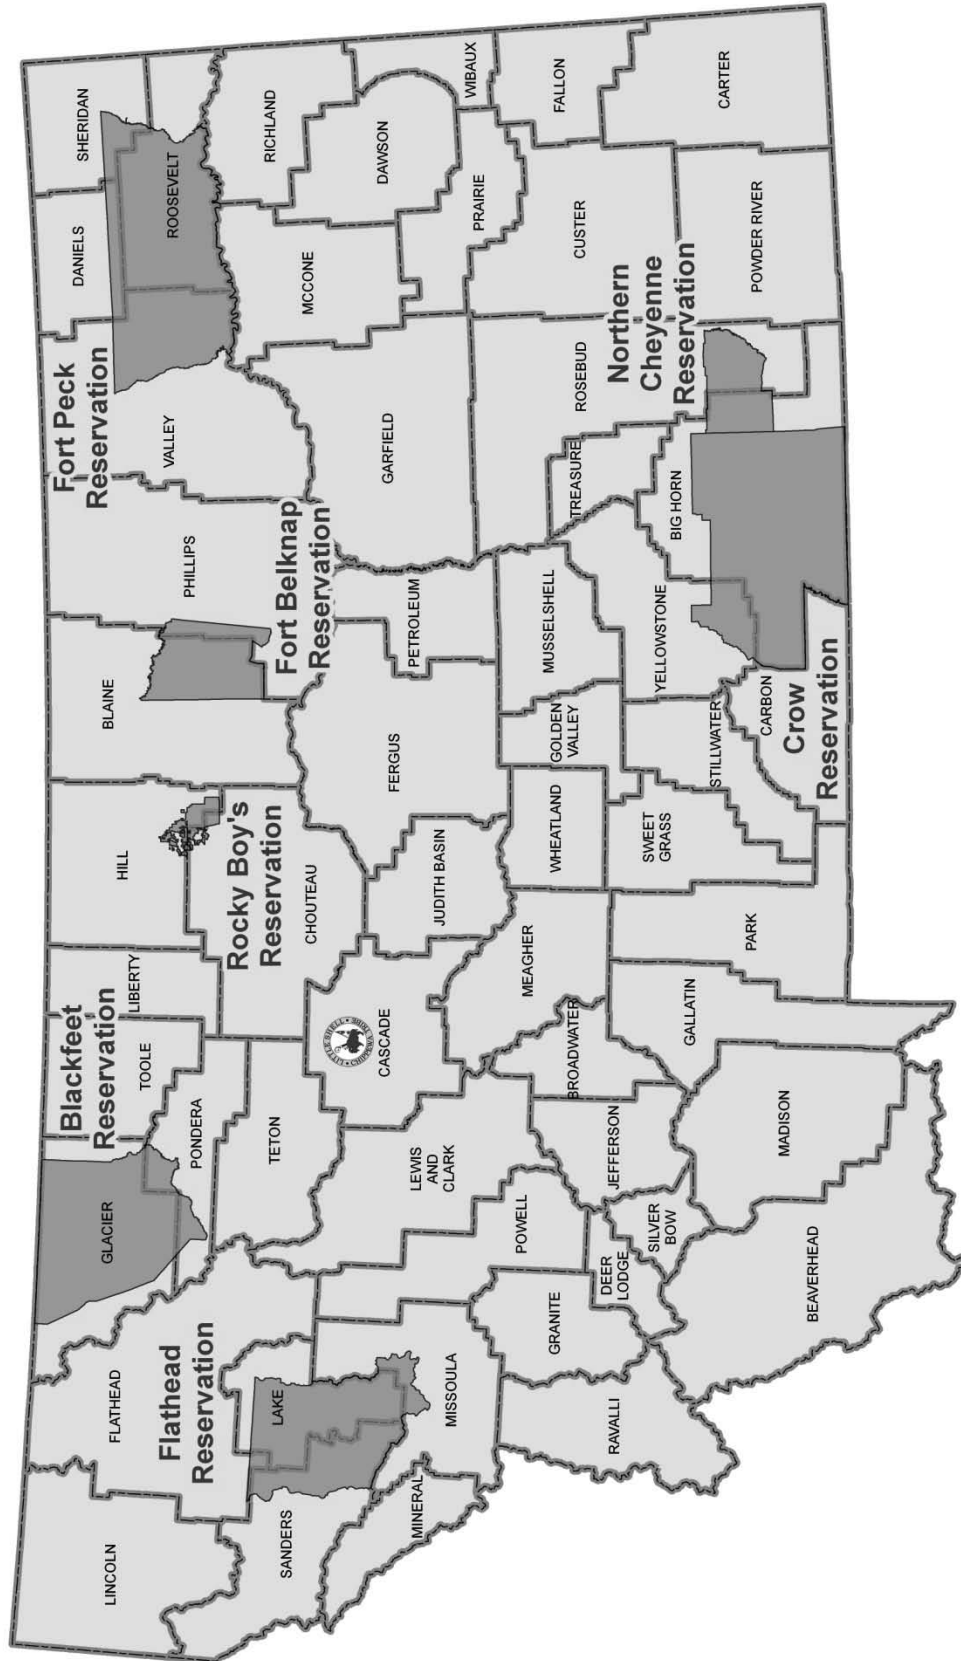 LINCOLN
FLATHEAD
GLACIER
Blackfeet
Reservation
TOOLE
LIBERTY
HILL
BLAINE
PHILLIPS
Fort Peck
Reservation
VALLEY
DANIELS
SHERIDAN
ROOSEVELT
Flathead
Reservation
PONDERA
Rocky Boy's
Reservation
Fort Belknap
Reservation
SANDERS
LAKE
TETON
CHOUTEAU
MCCONE
RICHLAND
LITTLE SHELL • CHIPPEWA TRIBE •
CASCADE
FERGUS
GARFIELD
DAWSON
MINERAL
MISSOULA
LEWIS
AND
CLARK
JUDITH BASIN
PETROLEUM
PRAIRIE
WIBAUX
POWELL
MEAGHER
GRANITE
WHEATLAND
GOLDEN
VALLEY
MUSSELSHELL
TREASURE
ROSEBUD
CUSTER
FALLON
RAVALLI
DEER
LODGE
SILVER
BOW
JEFFERSON
BROADWATER
SWEET
GRASS
STILLWATER
YELLOWSTONE
BIG HORN
Northern
Cheyenne
Reservation
GALLATIN
PARK
CARBON
POWDER RIVER
CARTER
BEAVERHEAD
MADISON
Crow
Reservation